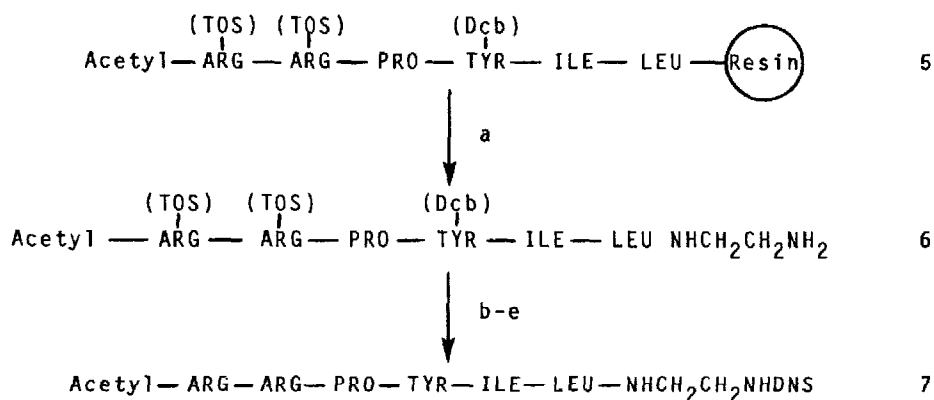 (TOS) (TOS) (Dcb)
Acetyl — ARG — ARG — PRO — TYR — ILE — LEU — Resin 5
a
(TOS) (TOS) (Dcb)
Acetyl — ARG — ARG — PRO — TYR — ILE — LEU NHCH₂CH₂NH₂ 6
b-e
Acetyl — ARG — ARG — PRO — TYR — ILE — LEU — NHCH₂CH₂NHDNS 7